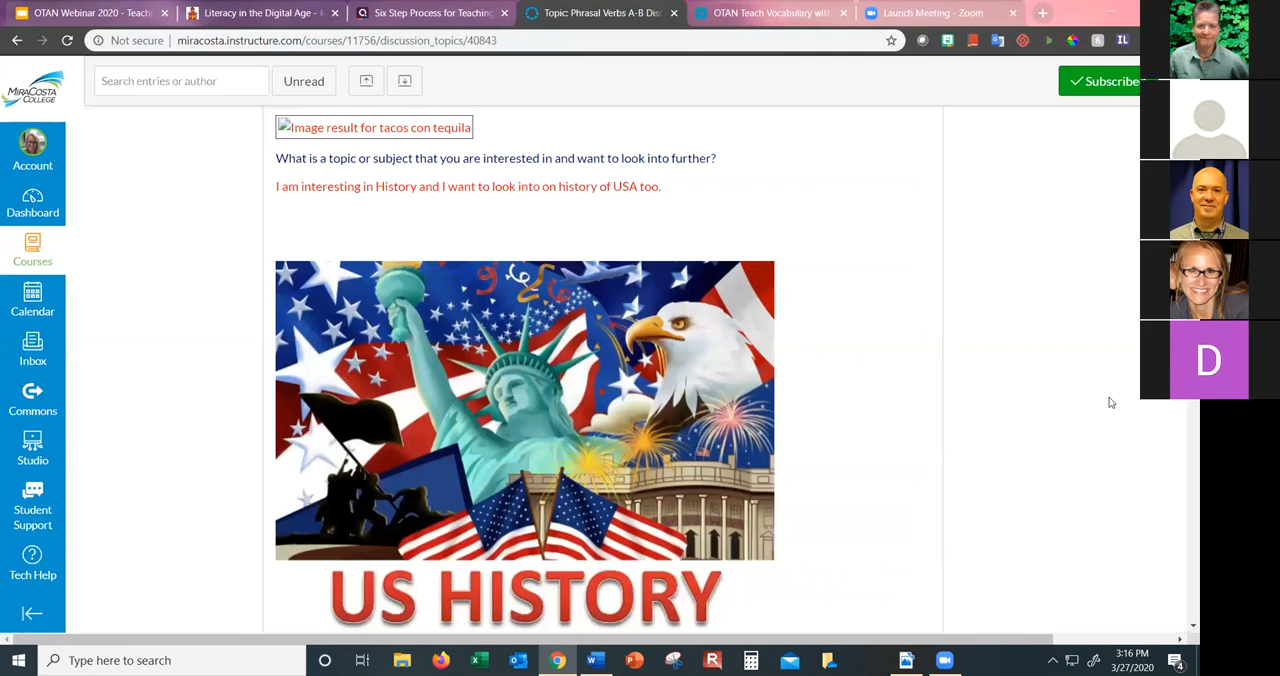 OTAN Webinar 2020 - Teachi
Literacy in the Digital Age -
Six Step Process for Teaching
Topic: Phrasal Verbs A-B Disc
OTAN Teach Vocabulary with
Launch Meeting - Zoom
Not secure
miracosta.instructure.com/courses/11756/discussion_topics/40843
IL
MIRACOSTA
COLLEGE
Search entries or author
Unread
Subscribe
Account
Dashboard
Courses
Calendar
Inbox
Commons
Studio
Student
Support
Tech Help
Image result for tacos con tequila
What is a topic or subject that you are interested in and want to look into further?
I am interesting in History and I want to look into on history of USA too.
US HISTORY
D
Type here to search
3:16 PM
3/27/2020
4